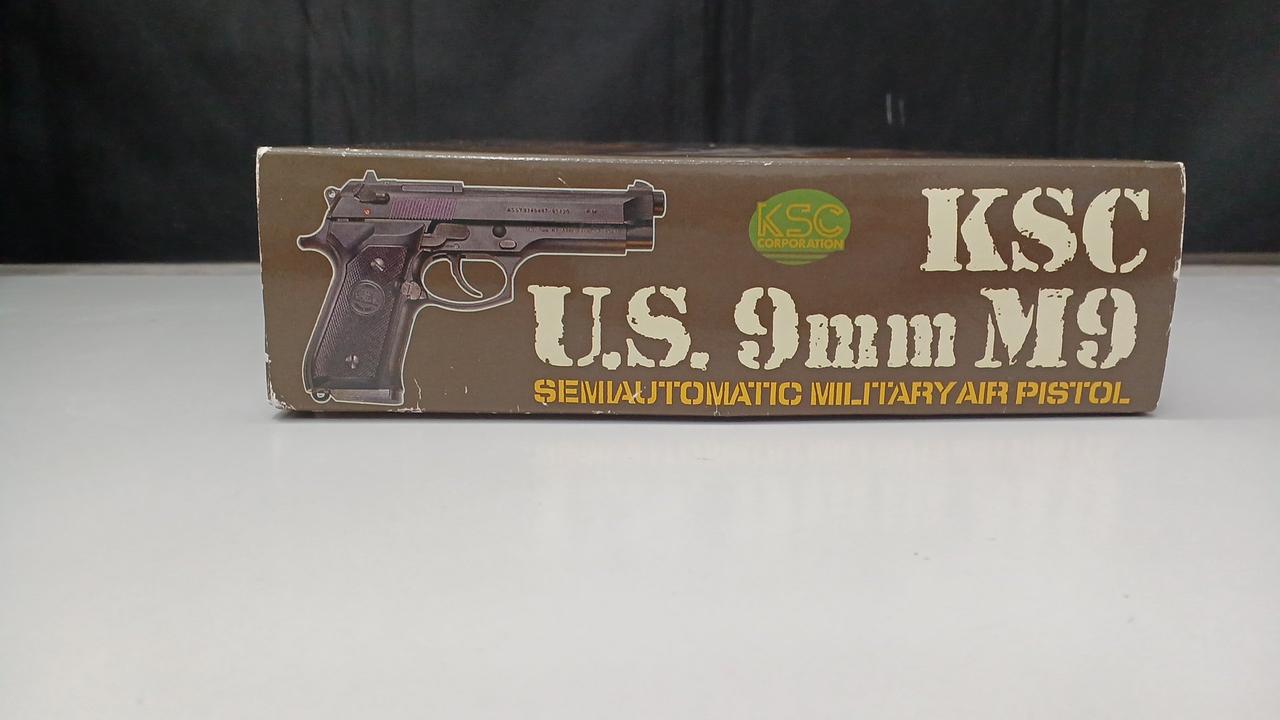 KSC
CORPORATION
KSC
U.S. 9mm M9
SEMIAUTOMATIC MILITARY AIR PISTOL